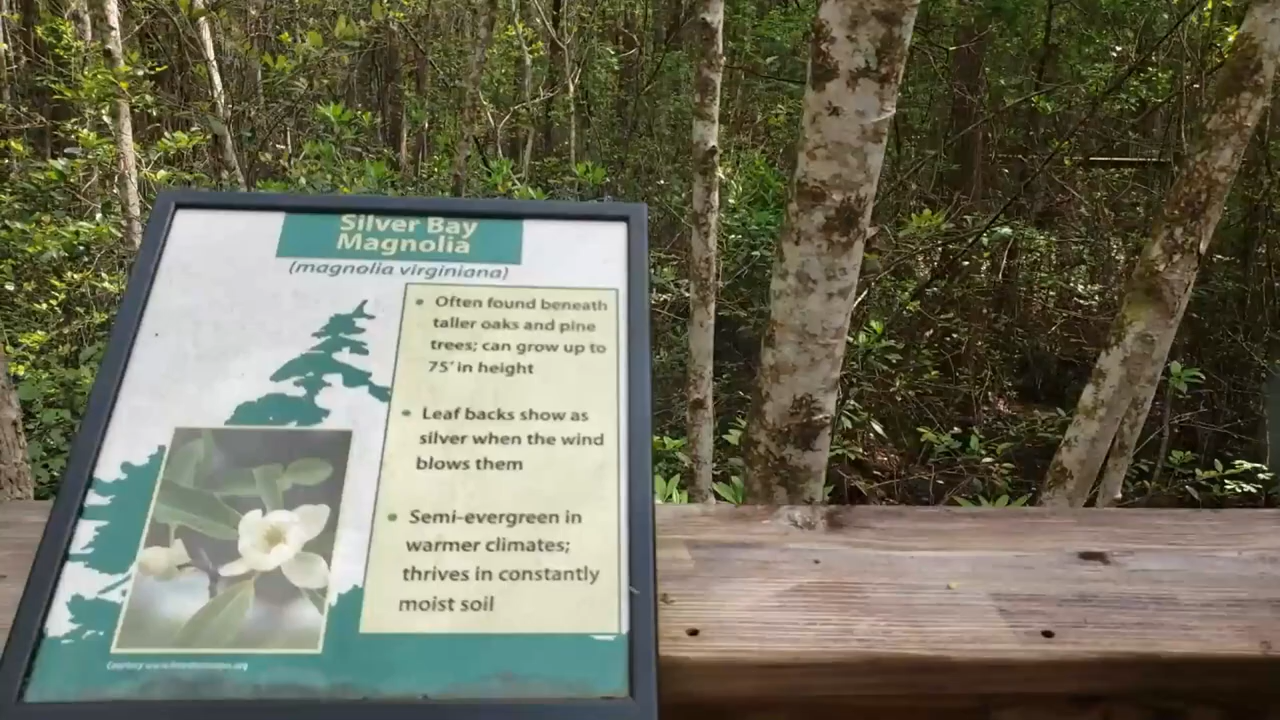 Silver Bay
Magnolia
(magnolia virginiana)
• Often found beneath
taller oaks and pine
trees; can grow up to
75' in height
• Leaf backs show as
silver when the wind
blows them
• Semi-evergreen in
warmer climates;
thrives in constantly
moist soil
Courtesy